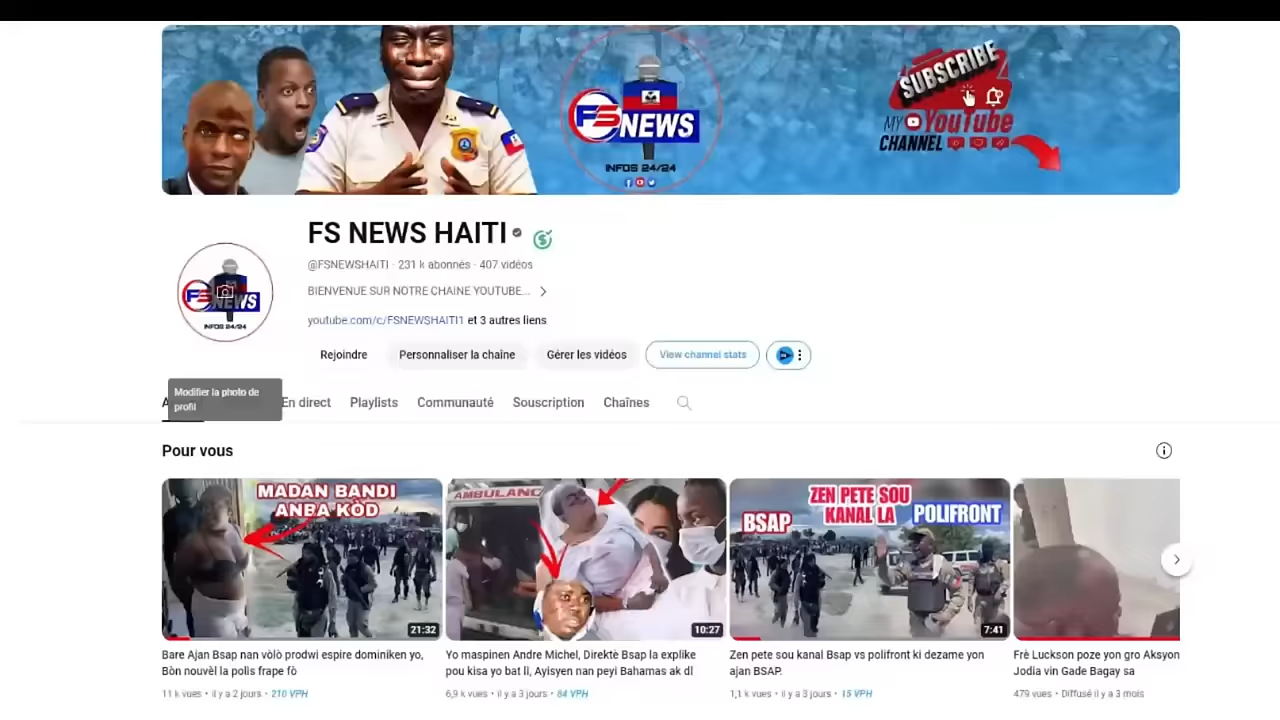 SUBSCRIBE
MY YouTube
CHANNEL
FS NEWS
INFOS 24/24
FS NEWS HAITI
@FSNEWSHAITI · 231 k abonnés · 407 vidéos
BIENVENUE SUR NOTRE CHAINE YOUTUBE...
FS NEWS
INFOS 24/24
youtube.com/c/FSNEWSHAITI1 et 3 autres liens
Rejoindre Personnaliser la chaîne Gérer les vidéos View channel stats
Modifier la photo de
profil
A En direct Playlists Communauté Souscription Chaînes
Pour vous
MADAN BANDI
ANBA KÒD
21:32
AMBULANC
10:27
ZEN PETE SOU
KANAL LA
BSAP
POLIFRONT
7:41
Bare Ajan Bsap nan vòlò prodwi espire dominiken yo,
Bòn nouvèl la polis frape fò
11 k vues • il y a 2 jours • 210 VPH
Yo maspinen Andre Michel, Direktè Bsap la explike
pou kisa yo bat li, Ayisyen nan peyi Bahamas ak dl
6,9 k vues • il y a 3 jours • 84 VPH
Zen pete sou kanal Bsap vs polifront ki dezame yon
ajan BSAP.
1,1 k vues • il y a 3 jours • 15 VPH
Frè Luckson poze yon gro Aksyon
Jodia vin Gade Bagay sa
479 vues • Diffusé il y a 3 mois